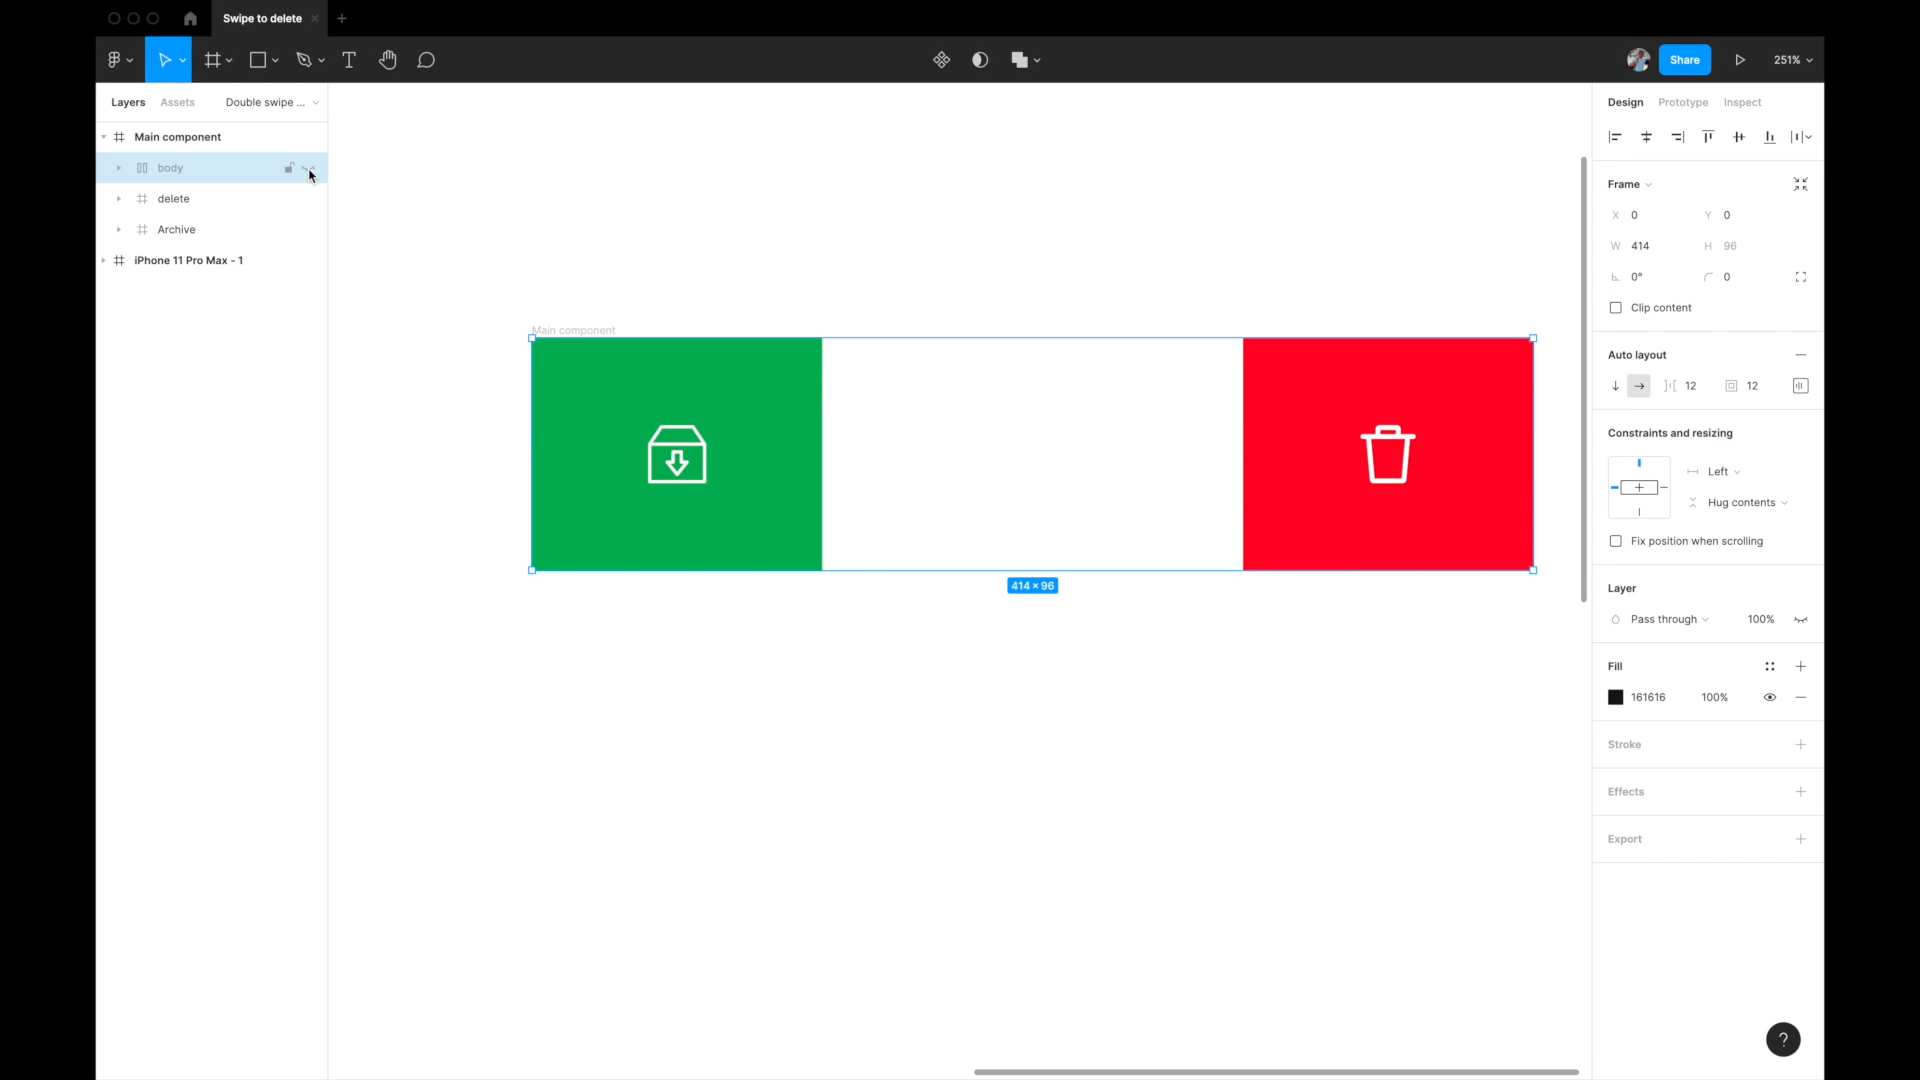 Swipe to delete
Share
251%
Layers
Assets
Double swipe ...
Main component
body
delete
Archive
iPhone 11 Pro Max - 1
Main component
414 × 96
Design
Prototype
Inspect
Frame
X 0
Y 0
W 414
H 96
0°
0
Clip content
Auto layout
12
12
Constraints and resizing
Left
Hug contents
Fix position when scrolling
Layer
Pass through
100%
Fill
161616
100%
Stroke
Effects
Export
?